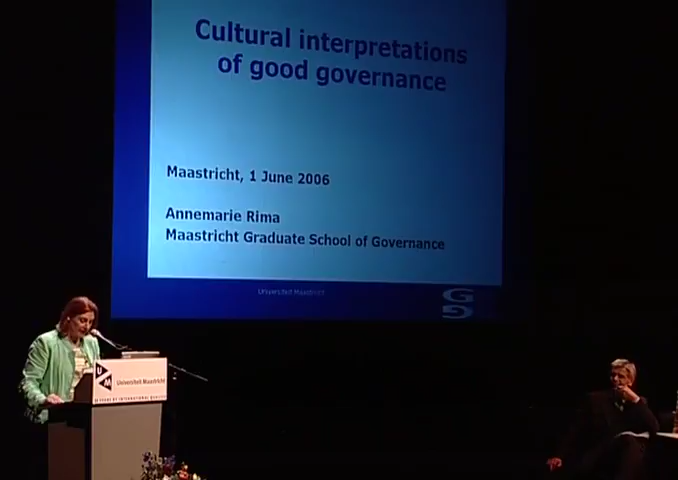 Cultural interpretations
of good governance
Maastricht, 1 June 2006
Annemarie Rima
Maastricht Graduate School of Governance
Universiteit Maastricht
G
G
U
M
Universiteit Maastricht